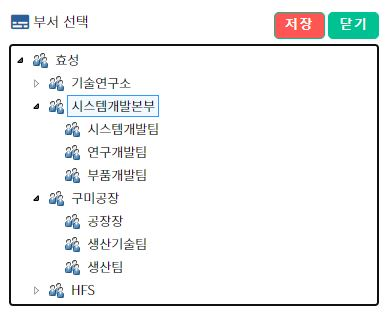 부서 선택 저장 닫기
효성
기술연구소
시스템개발본부
시스템개발팀
연구개발팀
부품개발팀
구미공장
공장장
생산기술팀
생산팀
HFS